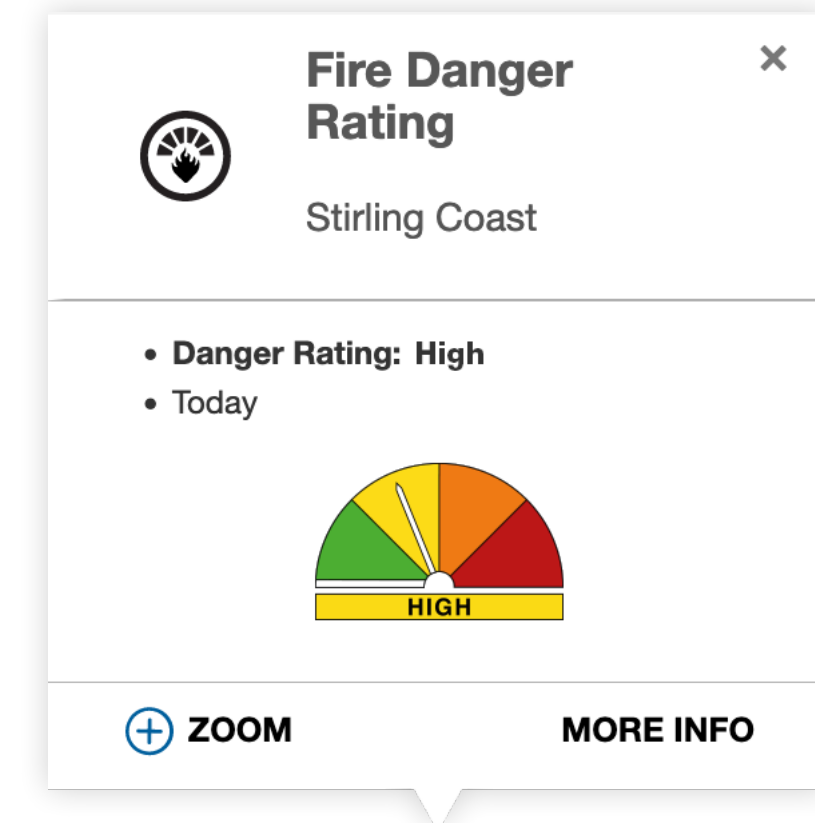 Fire Danger
Rating
Stirling Coast
Danger Rating: High
Today
HIGH
ZOOM
MORE INFO